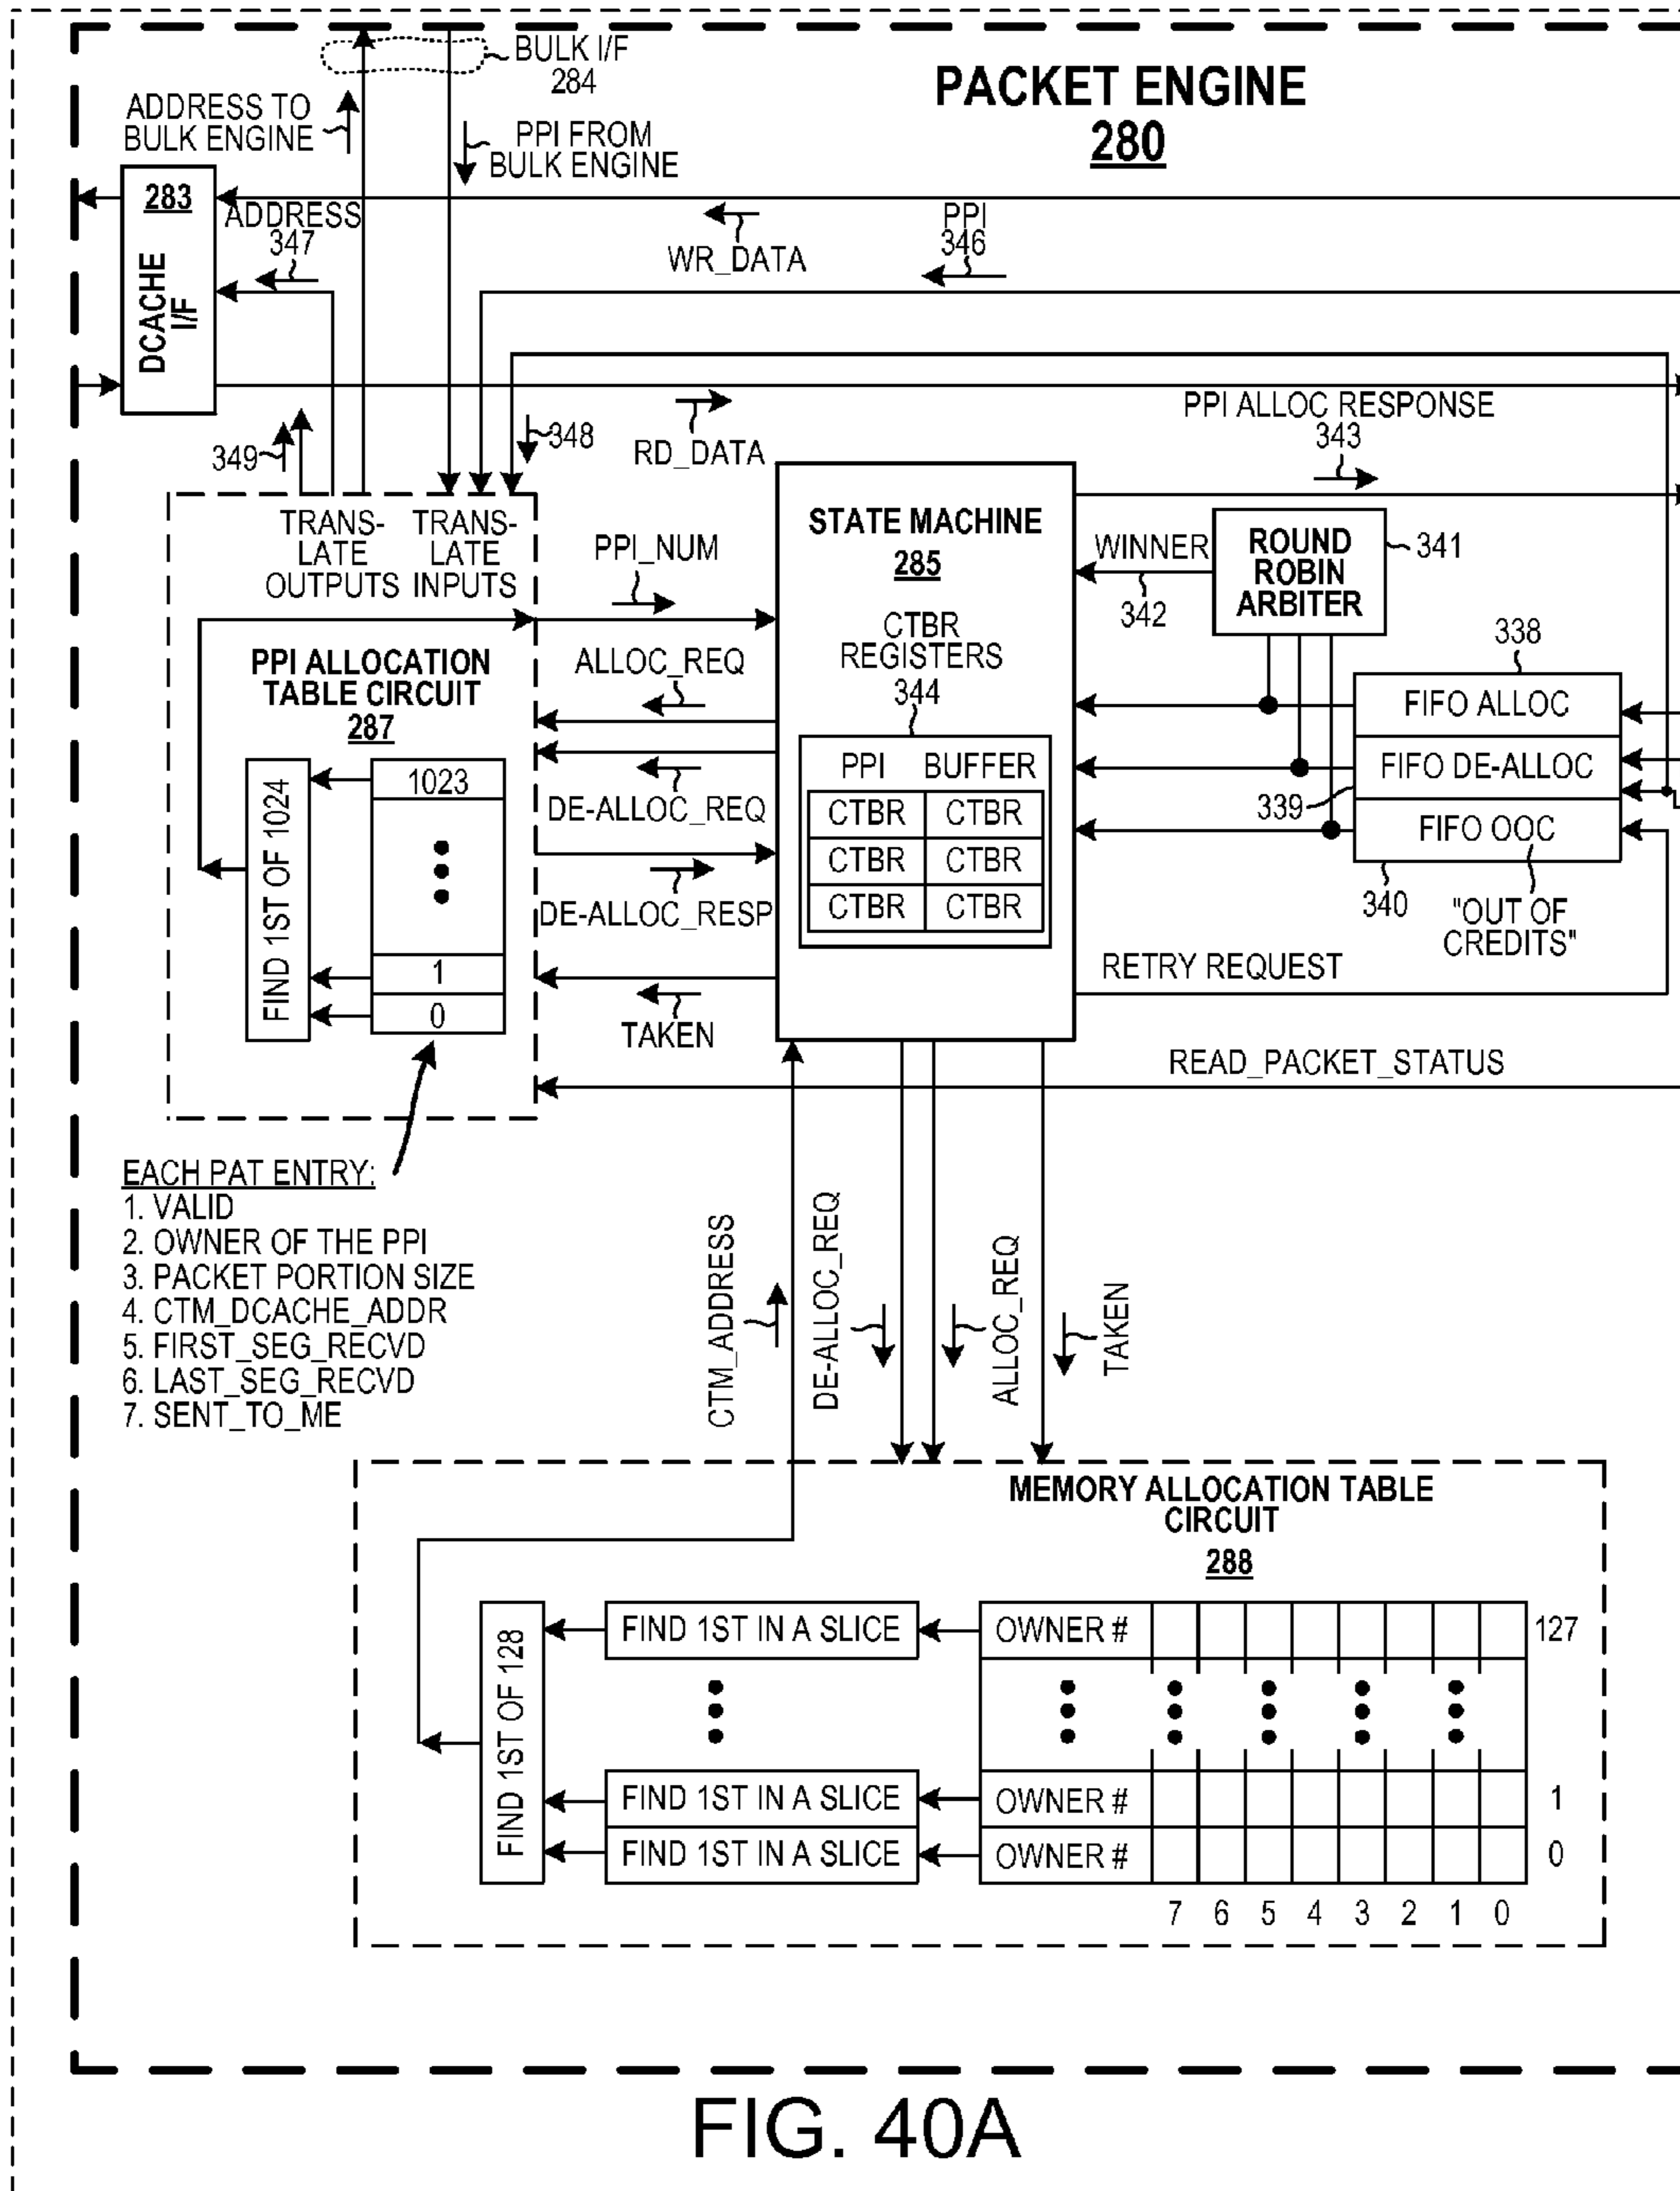 BULK I/F
284
PACKET ENGINE
280
ADDRESS TO
BULK ENGINE
PPI FROM
BULK ENGINE
283
DCACHE
I/F
ADDRESS
347
WR_DATA
PPI
346
349
348
RD_DATA
PPI ALLOC RESPONSE
343
TRANS-
LATE
OUTPUTS
TRANS-
LATE
INPUTS
PPI_NUM
STATE MACHINE
285
WINNER
342
ROUND
ROBIN
ARBITER
341
CTBR
REGISTERS
344
338
PPI ALLOCATION
TABLE CIRCUIT
287
ALLOC_REQ
FIFO ALLOC
PPI BUFFER
FIFO DE-ALLOC
339
FIND 1ST OF 1024
1023
1
0
DE-ALLOC_REQ
CTBR CTBR
CTBR CTBR
CTBR CTBR
FIFO OOC
340
"OUT OF
CREDITS"
DE-ALLOC_RESP
RETRY REQUEST
TAKEN
READ_PACKET_STATUS
EACH PAT ENTRY:
1. VALID
2. OWNER OF THE PPI
3. PACKET PORTION SIZE
4. CTM_DCACHE_ADDR
5. FIRST_SEG_RECVD
6. LAST_SEG_RECVD
7. SENT_TO_ME
CTM_ADDRESS
DE-ALLOC_REQ
ALLOC_REQ
TAKEN
MEMORY ALLOCATION TABLE
CIRCUIT
288
FIND 1ST OF 128
FIND 1ST IN A SLICE OWNER # 127
FIND 1ST IN A SLICE OWNER # 1
FIND 1ST IN A SLICE OWNER # 0
7 6 5 4 3 2 1 0
FIG. 40A